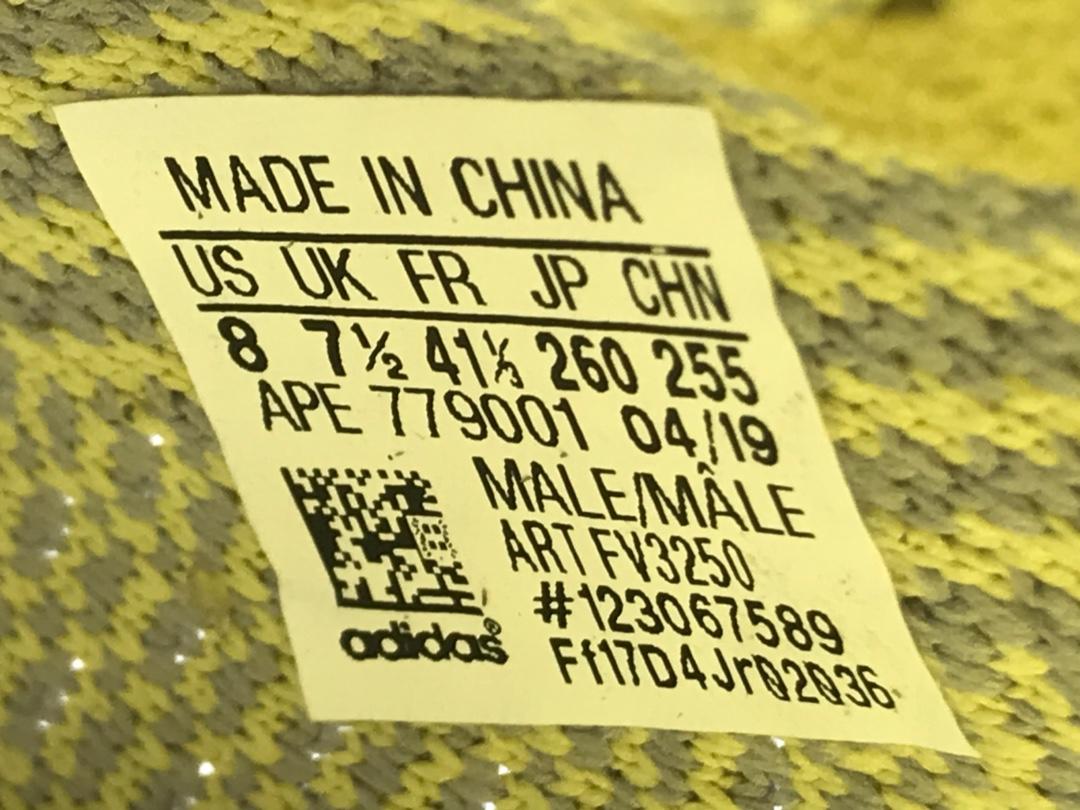 MADE IN CHINA
US UK FR JP CHN
8 7½ 41⅓ 260 255
APE 779001 04/19
MALE/MÂLE
ART FV3250
#123067589
Ff17D4Jr02036
adidas®